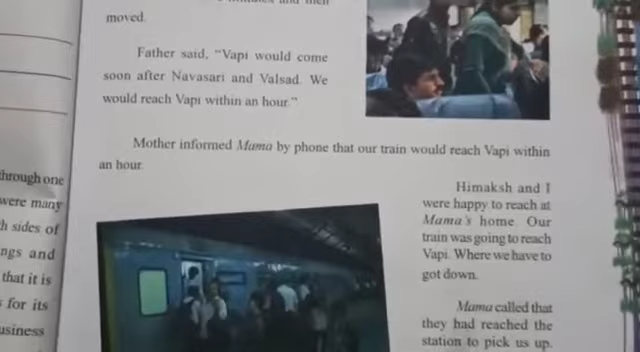 moved.
Father said, "Vapi would come
soon after Navasari and Valsad. We
would reach Vapi within an hour."
Mother informed Mama by phone that our train would reach Vapi within
an hour.
Himaksh and I
were happy to reach at
Mama's home. Our
train was going to reach
Vapi. Where we have to
got down.
Mama called that
they had reached the
station to pick us up.
through one
were many
sides of
and
that it is
for its